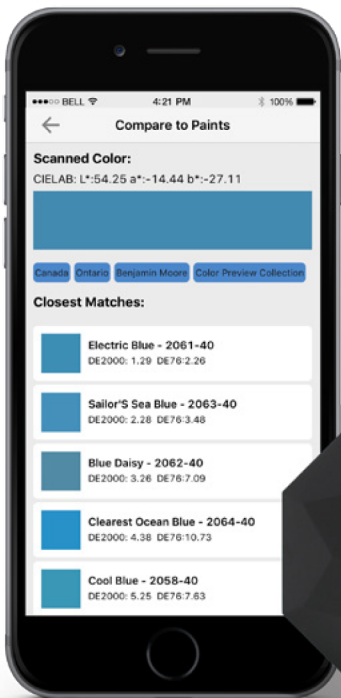 BELL 4:21 PM 100%
Compare to Paints
Scanned Color:
CIELAB: L*:54.25 a*:-14.44 b*:-27.11
Canada Ontario Benjamin Moore Color Preview Collection
Closest Matches:
Electric Blue - 2061-40
DE2000: 1.29 DE76:2.26
Sailor'S Sea Blue - 2063-40
DE2000: 2.28 DE76:3.48
Blue Daisy - 2062-40
DE2000: 3.26 DE76:7.09
Clearest Ocean Blue - 2064-40
DE2000: 4.38 DE76:10.73
Cool Blue - 2058-40
DE2000: 5.25 DE76:7.63